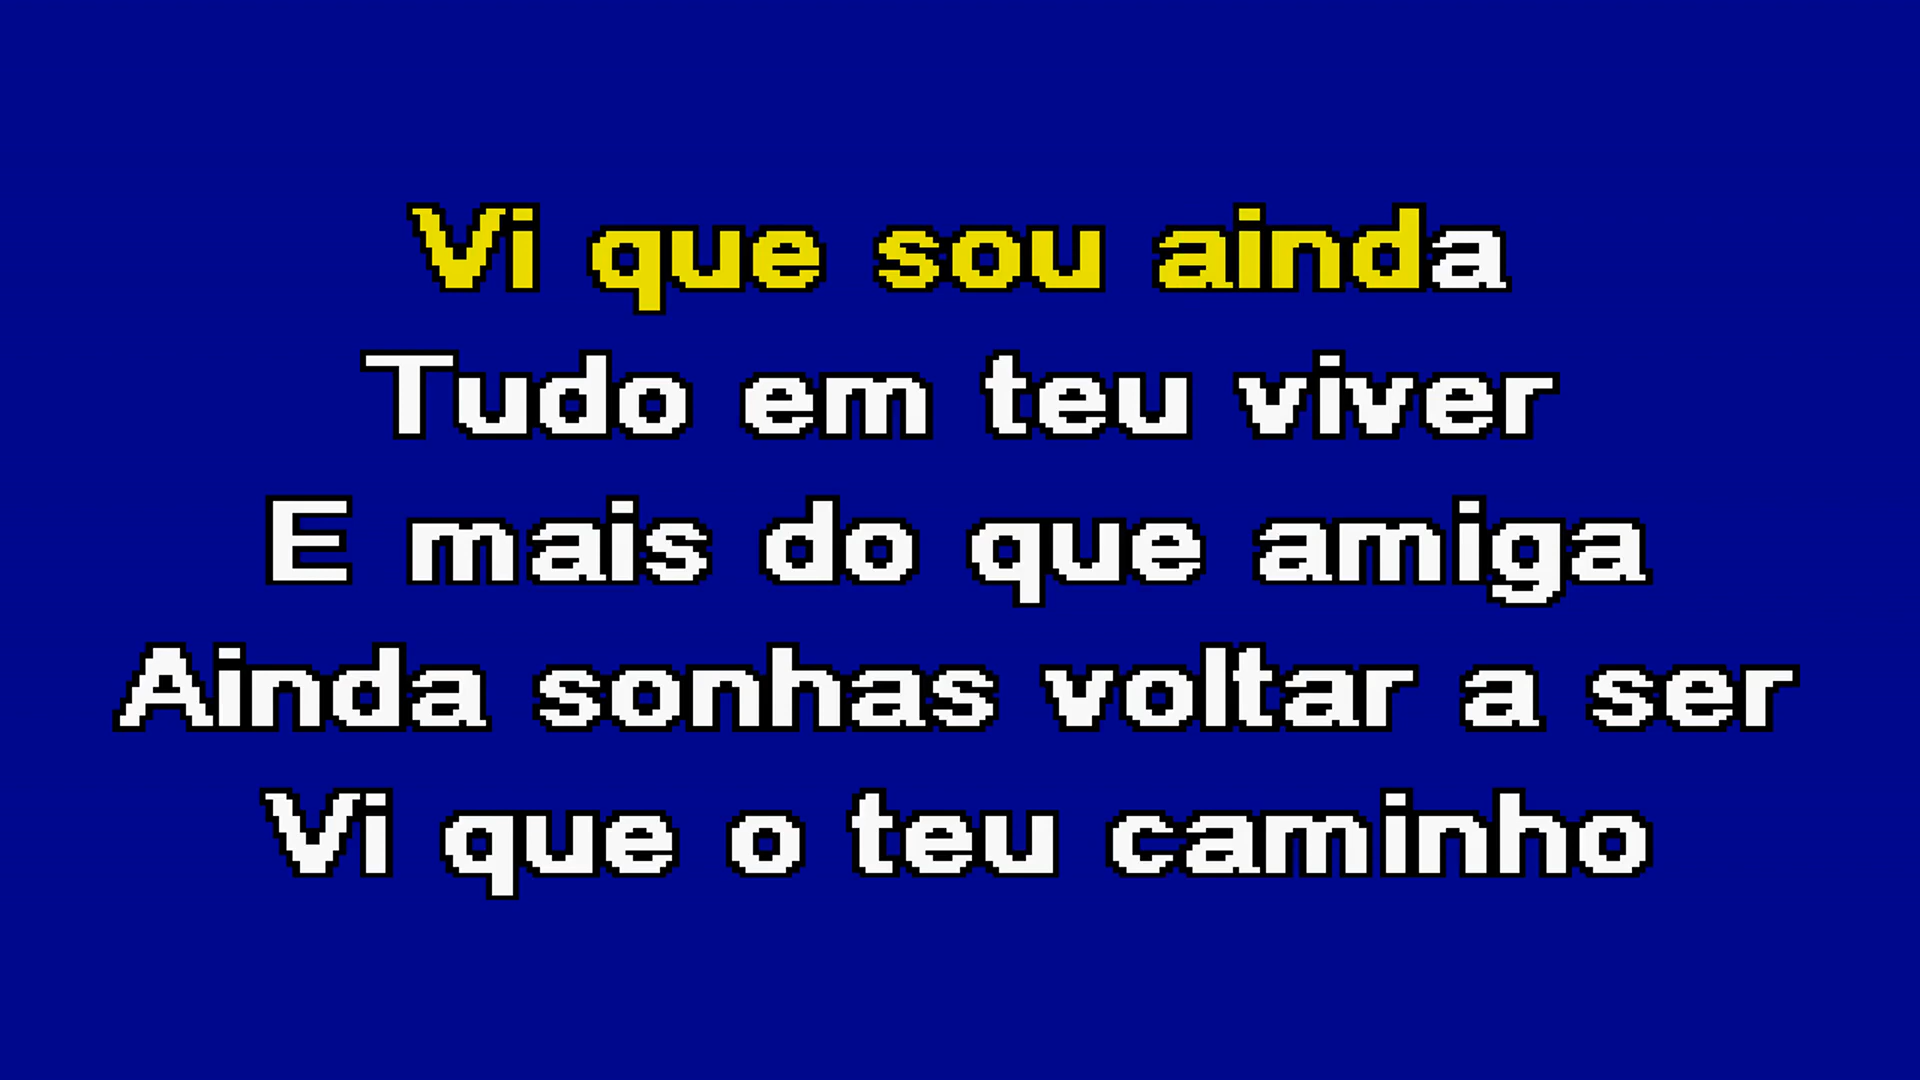 Vi que sou ainda
Tudo em teu viver
E mais do que amiga
Ainda sonhas voltar a ser
Vi que o teu caminho